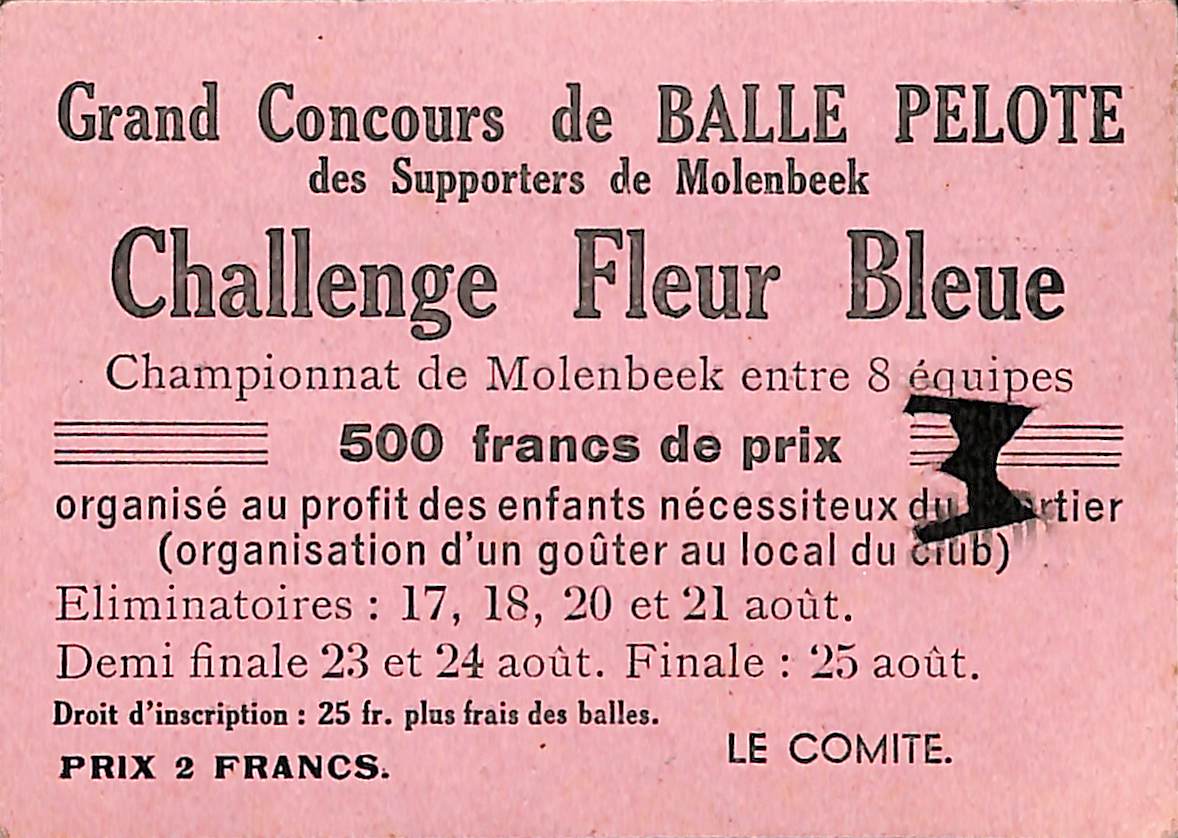 Grand Concours de BALLE PELOTE
des Supporters de Molenbeek
Challenge Fleur Bleue
Championnat de Molenbeek entre 8 équipes
500 francs de prix
organisé au profit des enfants nécessiteux du
(organisation d'un goûter au local du club)
Eliminatoires : 17, 18, 20 et 21 août.
Demi finale 23 et 24 août. Finale : 25 août.
Droit d'inscription : 25 fr. plus frais des balles.
PRIX 2 FRANCS.
LE COMITE.